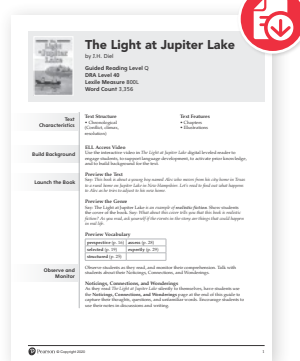 The Light at Jupiter Lake
by J.H. Diel
Guided Reading Level Q
DRA Level 40
Lexile Measure 800L
Word Count 3,356
Light
Jupiter
Lake
Text
Characteristics
Text Structure
• Chronological
(Conflict, climax,
resolution)
Text Features
• Chapters
• Illustrations
Build Background
ELL Access Video
Use the interactive video in The Light at Jupiter Lake digital leveled reader to
engage students, to support language development, to activate prior knowledge,
and to build background for the text.
Launch the Book
Preview the Text
Say: This book is about a young boy named Alex who moves from his city home in Texas
to a rural home on Jupiter Lake in New Hampshire. Let's read to find out what happens
to Alex as he tries to adjust to his new home.
Preview the Genre
Say: The Light at Jupiter Lake is an example of realistic fiction. Show students
the cover of the book. Say: What about this cover tells you that this book is realistic
fiction? As you read, ask yourself if the events in the story are things that could happen
in real life.
Preview Vocabulary
perspective (p. 16) access (p. 28)
selected (p. 19) expertly (p. 29)
structured (p. 25)
Observe and
Monitor
Observe students as they read, and monitor their comprehension. Talk with
students about their Noticings, Connections, and Wonderings.
Noticings, Connections, and Wonderings
As they read The Light at Jupiter Lake silently to themselves, have students use
the Noticings, Connections, and Wonderings page at the end of this guide to
capture their thoughts, questions, and unfamiliar words. Encourage students to
use their notes in discussions and writing.
Pearson © Copyright 2020
1